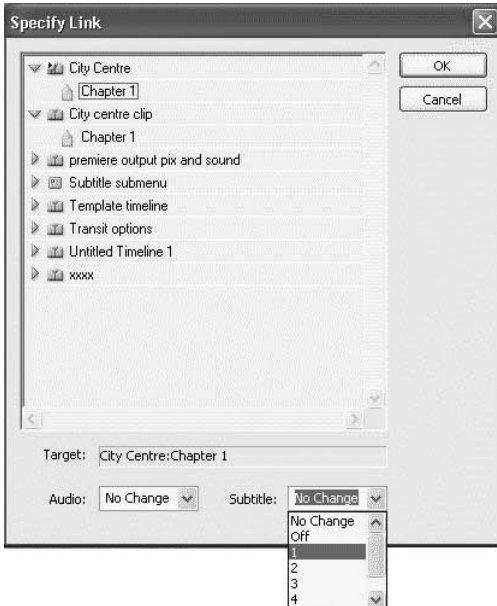 Specify Link
City Centre
Chapter 1
City centre clip
Chapter 1
premiere output pix and sound
Subtitle submenu
Template timeline
Transit options
Untitled Timeline 1
xxxx
OK
Cancel
Target: City Centre:Chapter 1
Audio: No Change Subtitle: No Change
No Change
Off
1
2
3
4